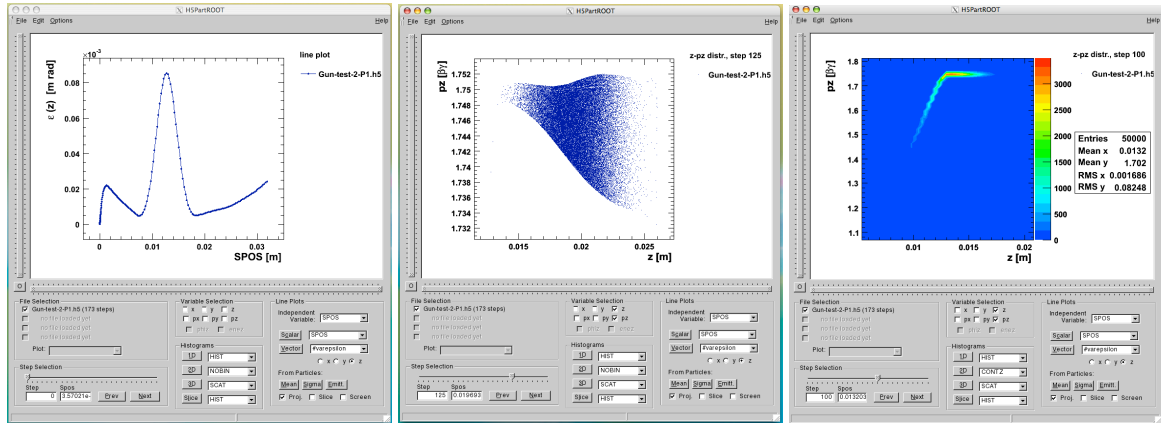 H5PartROOT
File Edit Options Help
×10⁻³
line plot
Gun-test-2-P1.h5
ε (z) [m rad]
0.08
0.06
0.04
0.02
0
0 0.01 0.02 0.03
SPOS [m]
O
File Selection
Gun-test-2-P1.h5 (173 steps)
no file loaded yet
no file loaded yet
no file loaded yet
Plot:
Step Selection
Step Spos
0 3.57021e- Prev Next
Variable Selection
x y z
px py pz
phiz enez
Histograms
1D HIST
2D NOBIN
3D SCAT
Slice HIST
Line Plots
Independent
Variable: SPOS
Scalar SPOS
Vector #varepsilon
x y z
From Particles:
Mean Sigma Emitt.
Proj. Slice Screen
H5PartROOT
File Edit Options Help
z-pz distr., step 125
Gun-test-2-P1.h5
pz [βγ]
1.752
1.75
1.748
1.746
1.744
1.742
1.74
1.738
1.736
1.734
1.732
0.015 0.02 0.025
z [m]
O
File Selection
Gun-test-2-P1.h5 (173 steps)
no file loaded yet
no file loaded yet
no file loaded yet
Plot:
Step Selection
Step Spos
125 0.019693 Prev Next
Variable Selection
x y z
px py pz
phiz enez
Histograms
1D HIST
2D NOBIN
3D SCAT
Slice HIST
Line Plots
Independent
Variable: SPOS
Scalar SPOS
Vector #varepsilon
x y z
From Particles:
Mean Sigma Emitt.
Proj. Slice Screen
H5PartROOT
File Edit Options Help
z-pz distr., step 100
Gun-test-2-P1.h5
pz [βγ]
1.8
1.7
1.6
1.5
1.4
1.3
1.2
1.1
0.01 0.015 0.02
z [m]
3000
2500
2000
1500
1000
500
0
Entries 50000
Mean x 0.0132
Mean y 1.702
RMS x 0.001686
RMS y 0.08248
O
File Selection
Gun-test-2-P1.h5 (173 steps)
no file loaded yet
no file loaded yet
no file loaded yet
Plot:
Step Selection
Step Spos
100 0.013203 Prev Next
Variable Selection
x y z
px py pz
phiz enez
Histograms
1D HIST
2D CONTZ
3D SCAT
Slice HIST
Line Plots
Independent
Variable: SPOS
Scalar SPOS
Vector #varepsilon
x y z
From Particles:
Mean Sigma Emitt.
Proj. Slice Screen